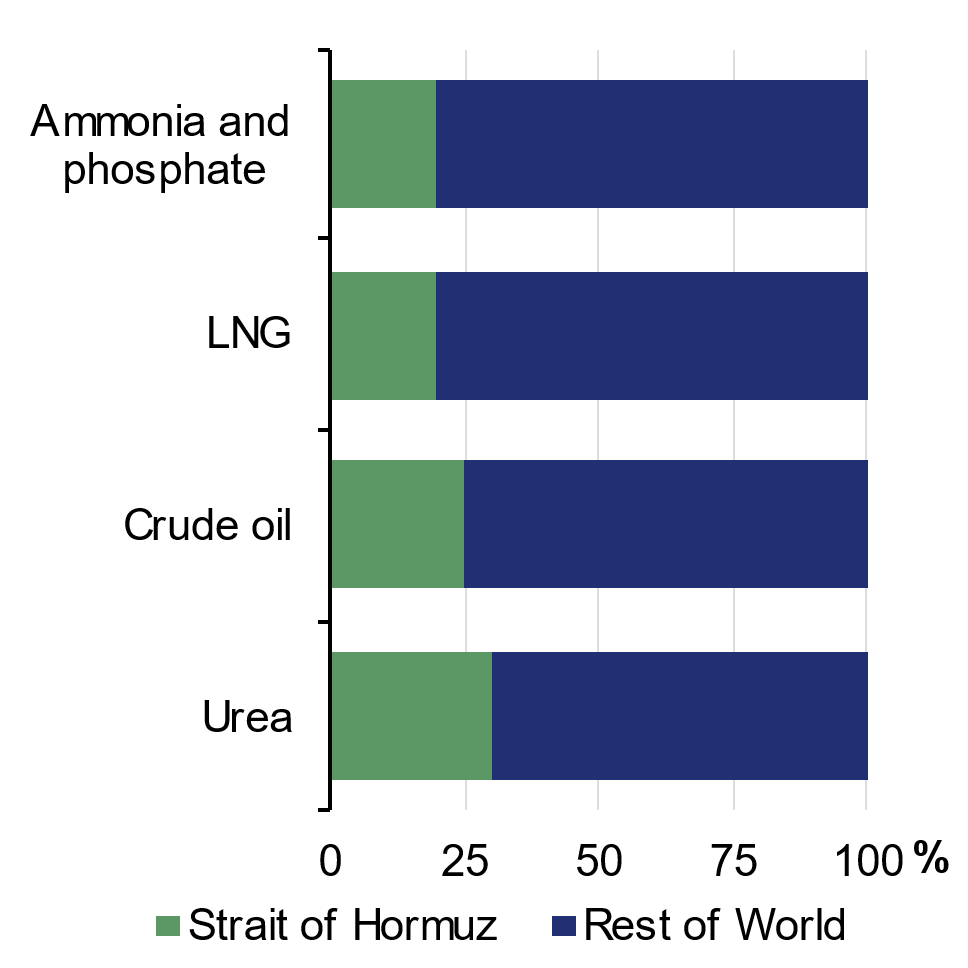 Ammonia and
phosphate
LNG
Crude oil
Urea
0 25 50 75 100 %
Strait of Hormuz Rest of World